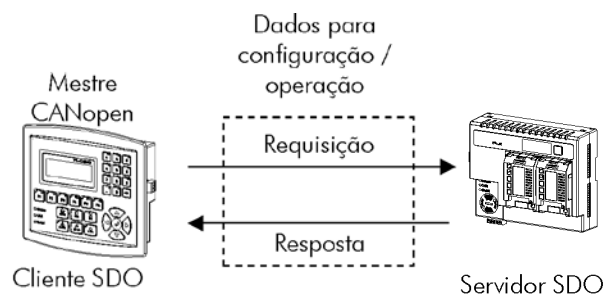 Dados para
configuração /
operação
Mestre
CANopen
Requisição
Resposta
Cliente SDO
Servidor SDO